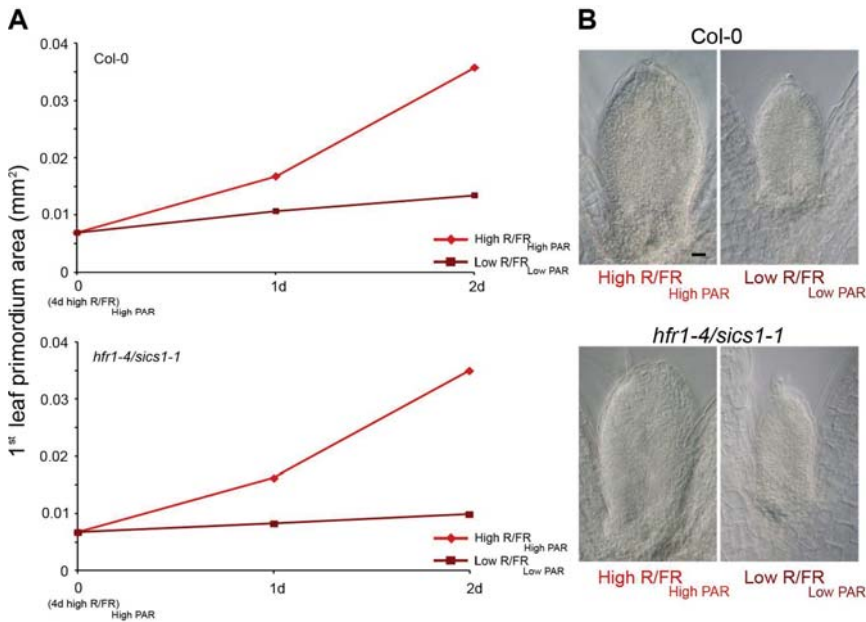 A
1st leaf primordium area (mm²)
Col-0
0.04
0.03
0.02
0.01
0
High R/FR High PAR
Low R/FR Low PAR
0
1d
2d
(4d high R/FR) High PAR
hfr1-4/sics1-1
0.04
0.03
0.02
0.01
0
High R/FR High PAR
Low R/FR Low PAR
0
1d
2d
(4d high R/FR) High PAR
B
Col-0
High R/FR High PAR
Low R/FR Low PAR
hfr1-4/sics1-1
High R/FR High PAR
Low R/FR Low PAR